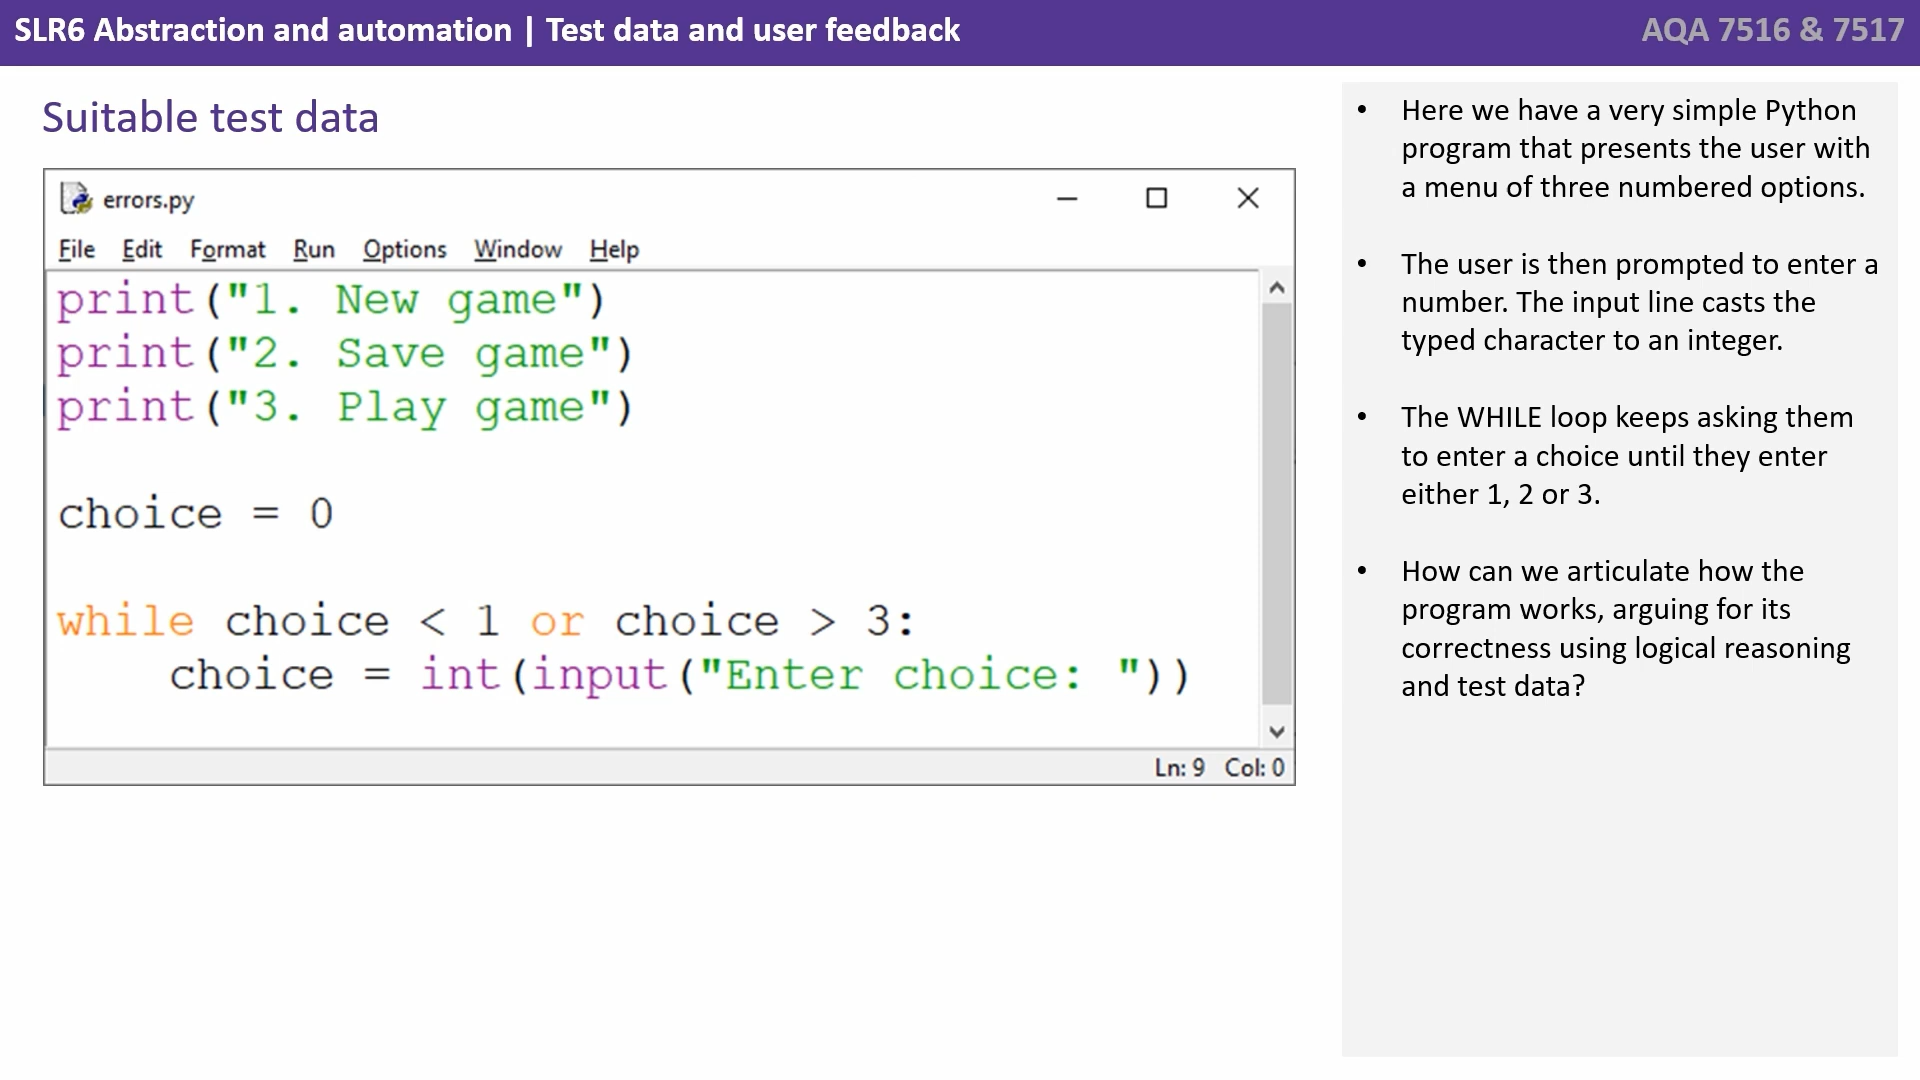 SLR6 Abstraction and automation | Test data and user feedback
AQA 7516 & 7517
Suitable test data
errors.py
File Edit Format Run Options Window Help
print("1. New game")
print("2. Save game")
print("3. Play game")
choice = 0
while choice < 1 or choice > 3:
choice = int(input("Enter choice: "))
Ln: 9 Col: 0
• Here we have a very simple Python
program that presents the user with
a menu of three numbered options.
• The user is then prompted to enter a
number. The input line casts the
typed character to an integer.
• The WHILE loop keeps asking them
to enter a choice until they enter
either 1, 2 or 3.
• How can we articulate how the
program works, arguing for its
correctness using logical reasoning
and test data?